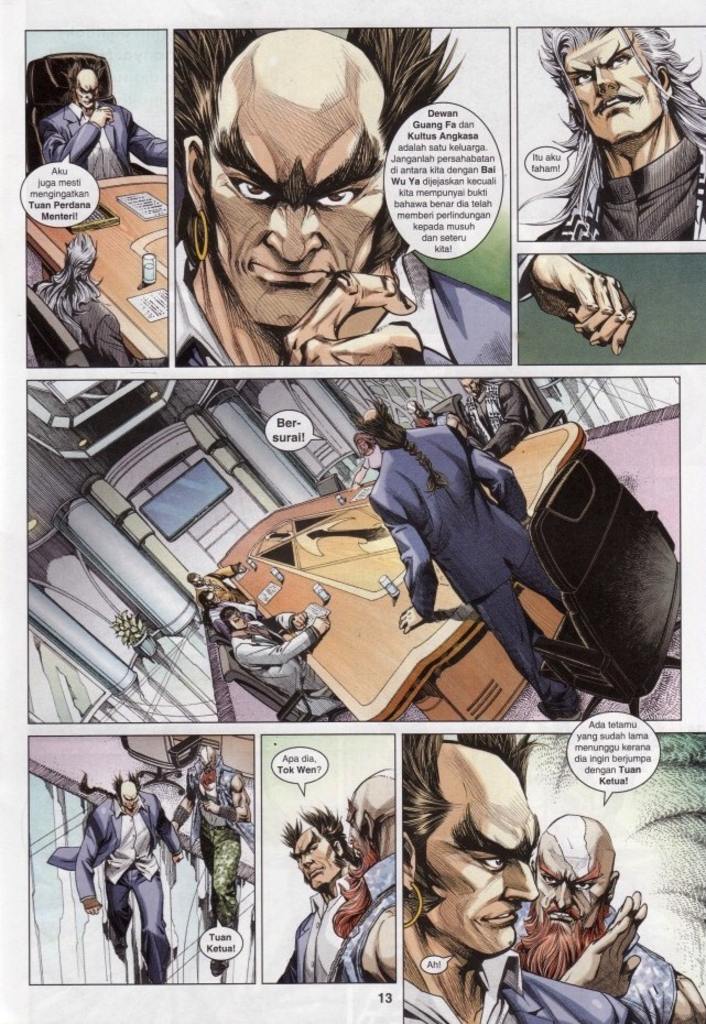 Aku
juga mesti
mengingatkan
Tuan Perdana
Menteri!
Dewan
Guang Fa dan
Kultus Angkasa
adalah satu keluarga.
Janganlah persahabatan
di antara kita dengan Bai
Wu Ya dijejaskan kecuali
kita mempunyai bukti
bahawa benar dia telah
memberi perlindungan
kepada musuh
dan seteru
kita!
Itu aku
faham!
Ber-
surai!
Tuan
Ketua!
Apa dia,
Tok Wen?
Ada tetamu
yang sudah lama
menunggu kerana
dia ingin berjumpa
dengan Tuan
Ketua!
Ah!
13